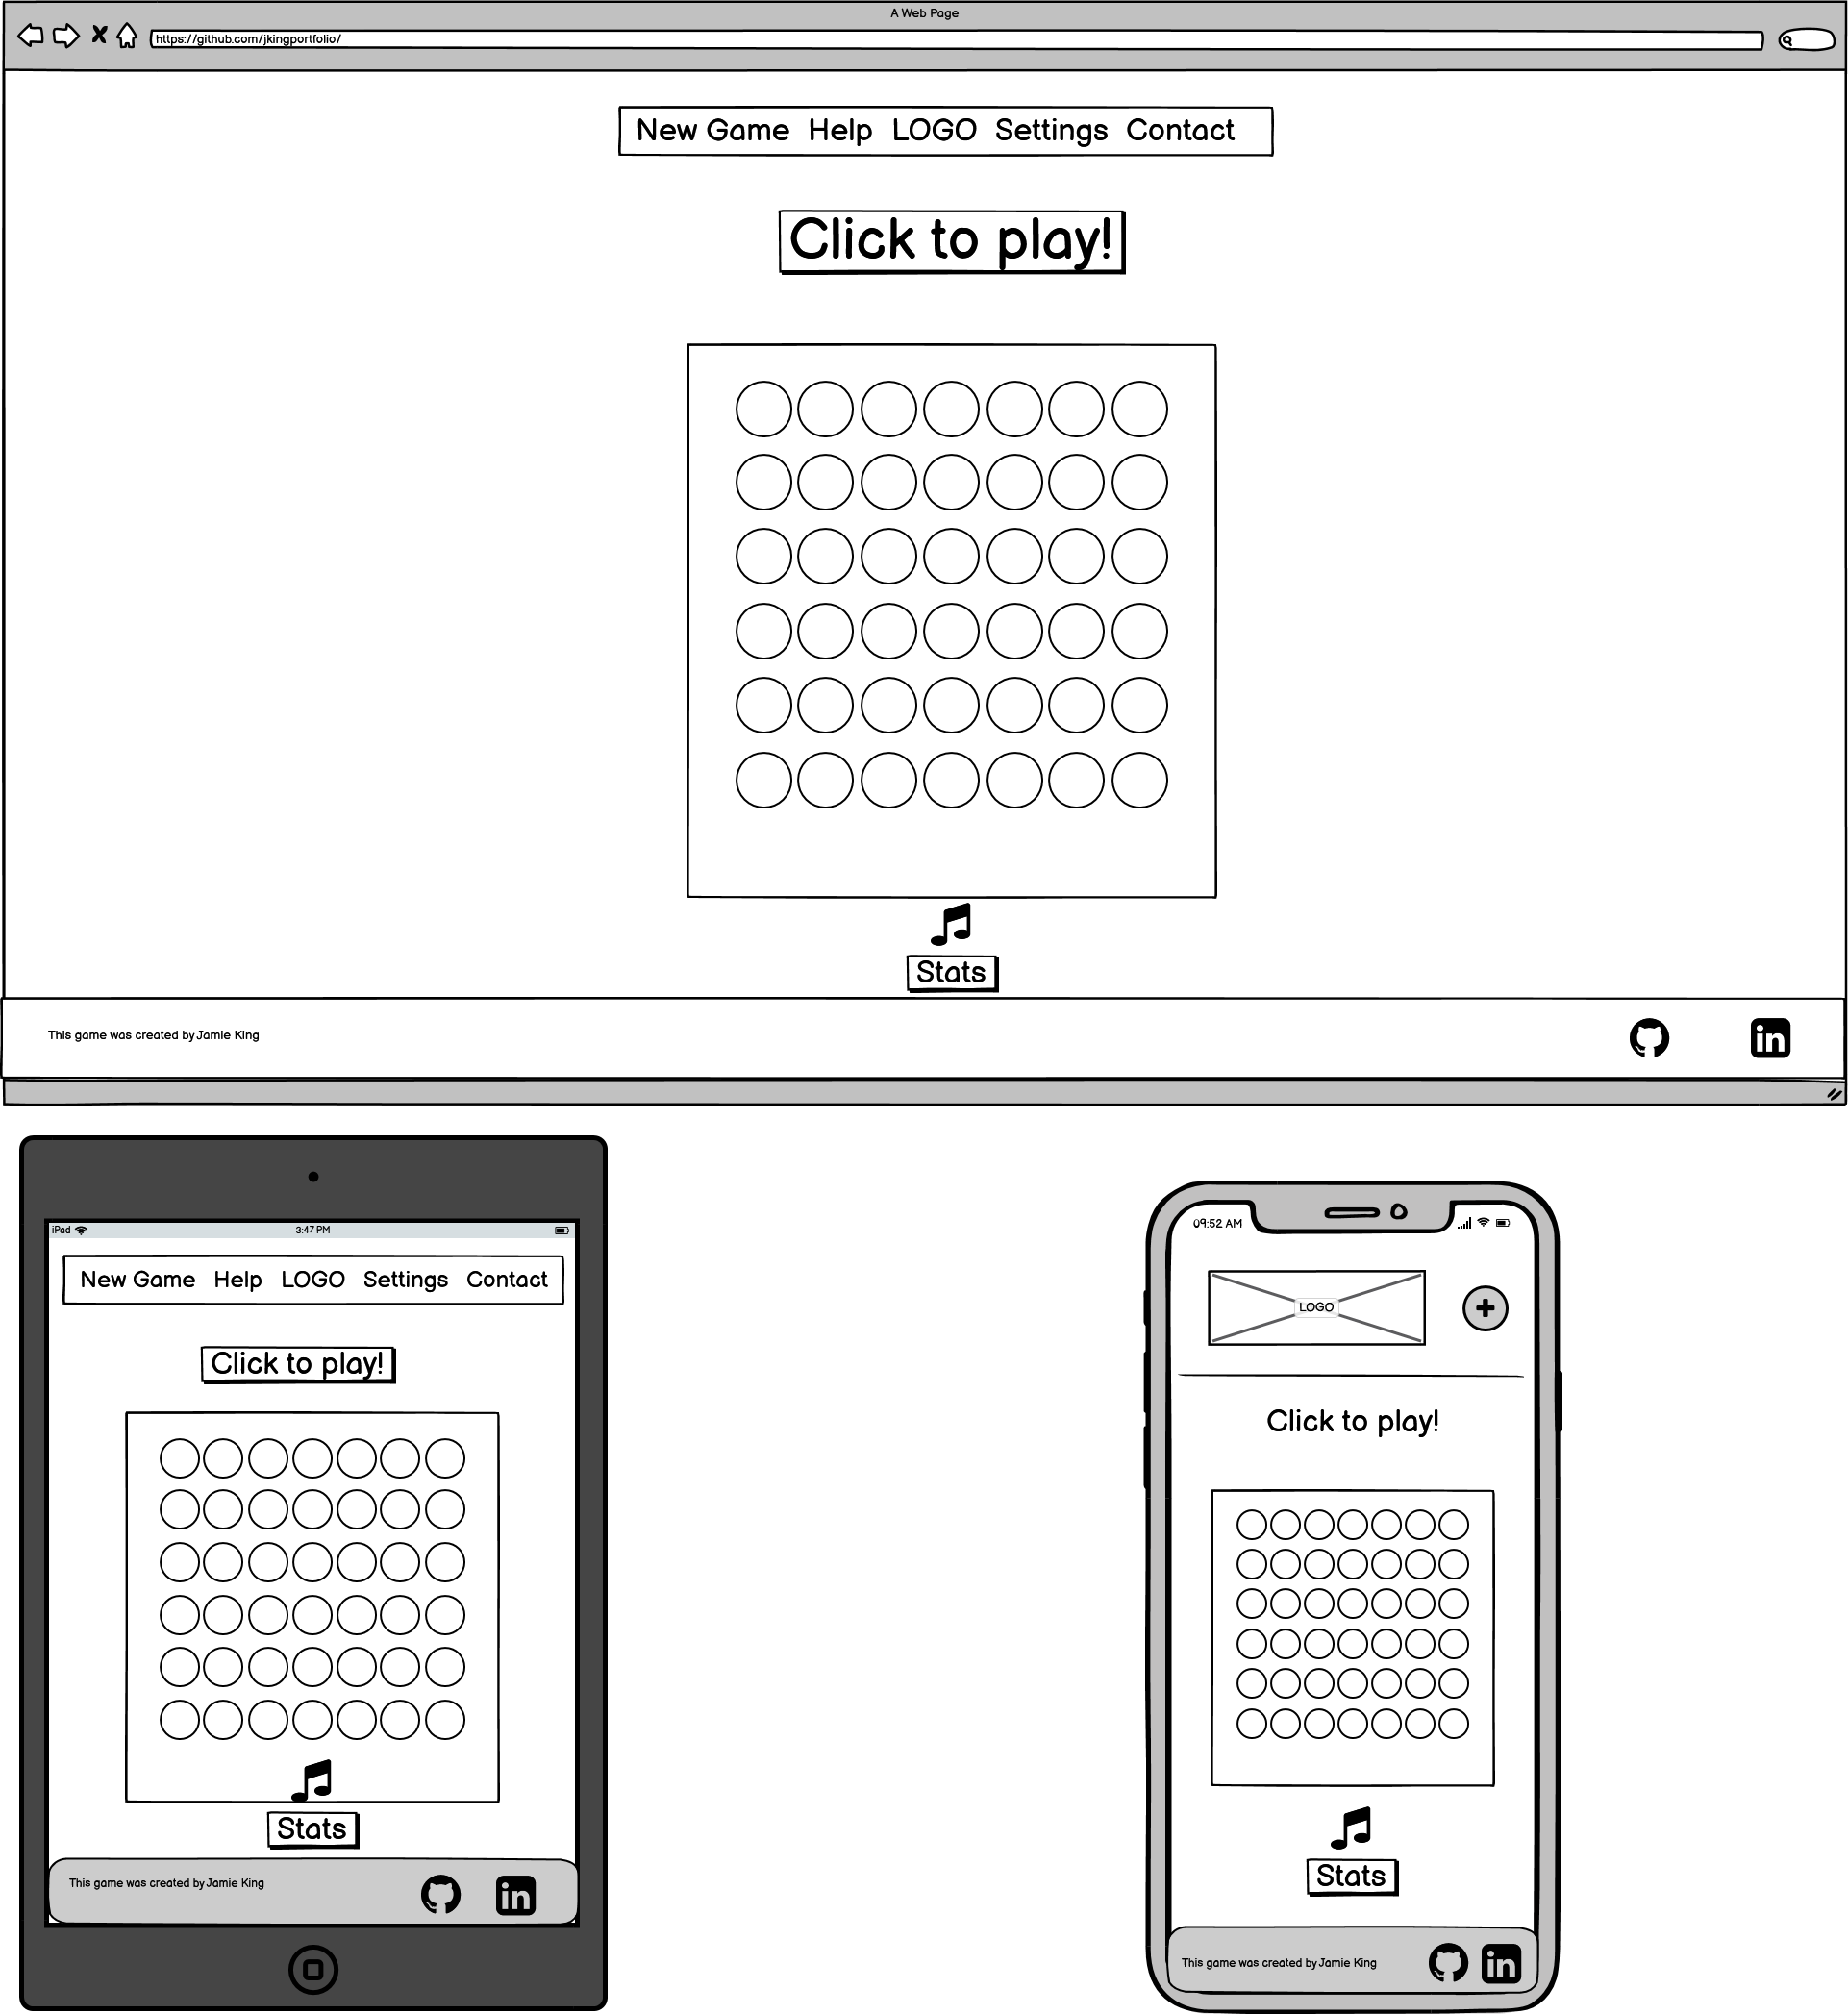 A Web Page
https://github.com/jkingportfolio/
New Game Help LOGO Settings Contact
Click to play!
Stats
This game was created by Jamie King
in
iPad 3:47 PM
New Game Help LOGO Settings Contact
Click to play!
Stats
This game was created by Jamie King
in
09:52 AM
LOGO
Click to play!
Stats
This game was created by Jamie King
in